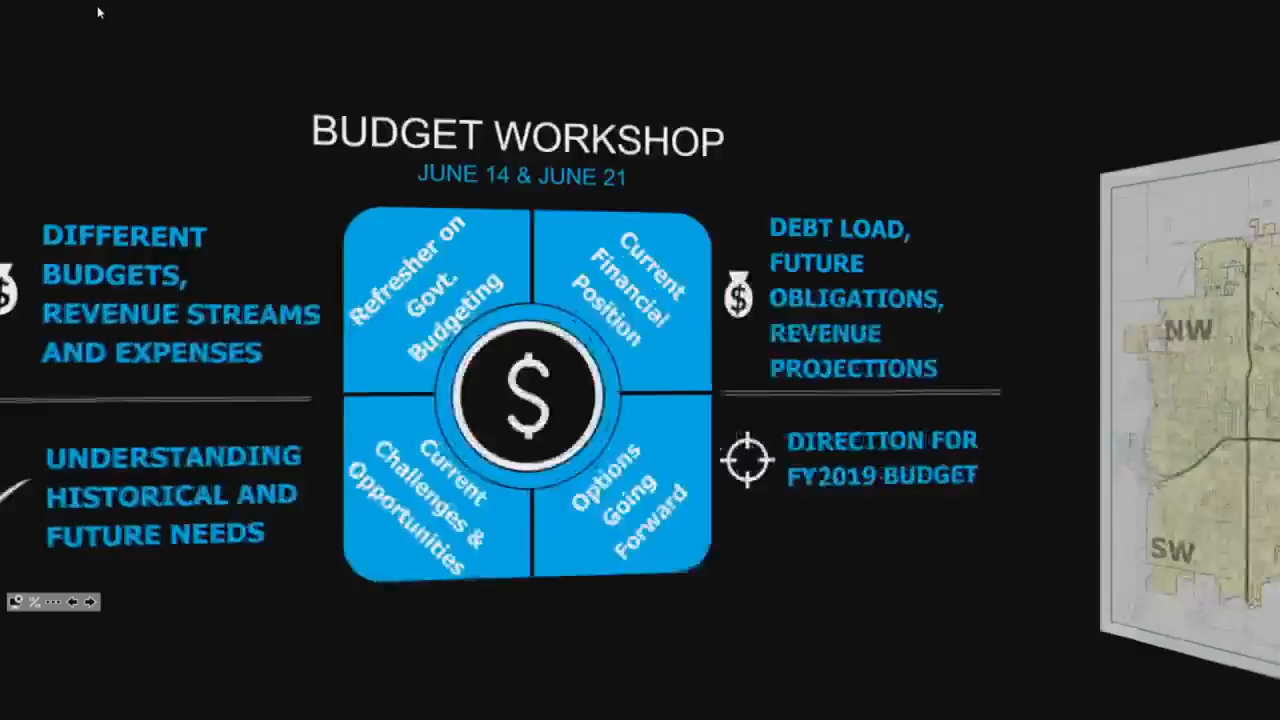 BUDGET WORKSHOP
JUNE 14 & JUNE 21
DIFFERENT
BUDGETS,
REVENUE STREAMS
AND EXPENSES
Refresher on
Govt.
Budgeting
Current
Financial
Position
$
DEBT LOAD,
FUTURE
OBLIGATIONS,
REVENUE
PROJECTIONS
$
$
UNDERSTANDING
HISTORICAL AND
FUTURE NEEDS
Current
Challenges &
Opportunities
Options
Going
Forward
DIRECTION FOR
FY2019 BUDGET
NW
SW